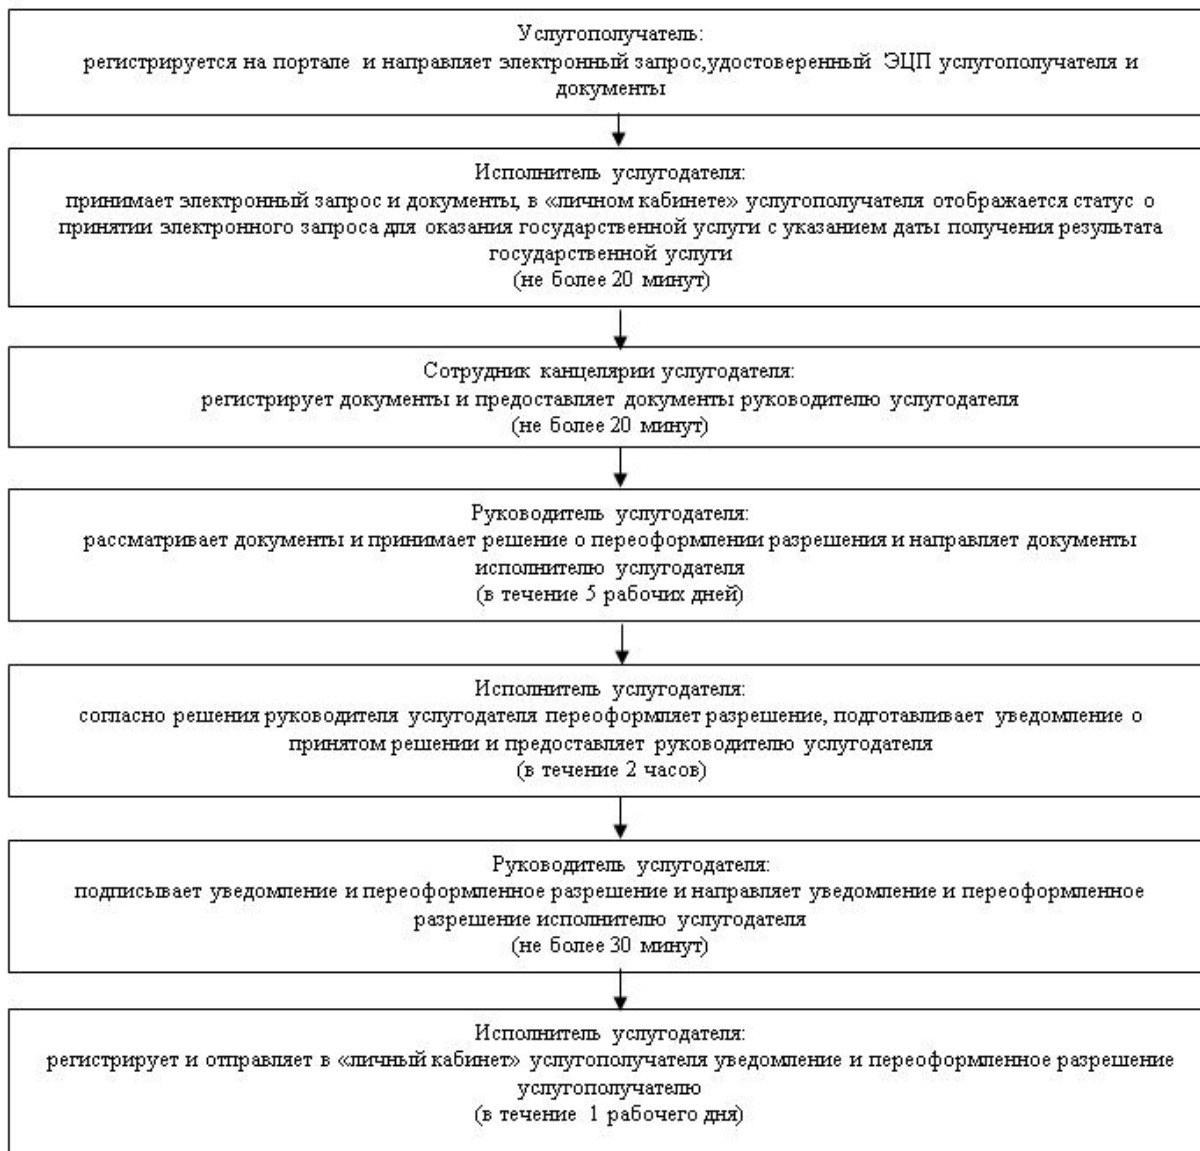 Услугополучатель:
регистрируется на портале и направляет электронный запрос,удостоверенный ЭЦП услугополучателя и
документы
Исполнитель услугодателя:
принимает электронный запрос и документы, в «личном кабинете» услугополучателя отображается статус о
принятии электронного запроса для оказания государственной услуги с указанием даты получения результата
государственной услуги
(не более 20 минут)
Сотрудник канцелярии услугодателя:
регистрирует документы и предоставляет документы руководителю услугодателя
(не более 20 минут)
Руководитель услугодателя:
рассматривает документы и принимает решение о переоформлении разрешения и направляет документы
исполнителю услугодателя
(в течение 5 рабочих дней)
Исполнитель услугодателя:
согласно решения руководителя услугодателя переоформляет разрешение, подготавливает уведомление о
принятом решении и предоставляет руководителю услугодателя
(в течение 2 часов)
Руководитель услугодателя:
подписывает уведомление и переоформленное разрешение и направляет уведомление и переоформленное
разрешение исполнителю услугодателя
(не более 30 минут)
Исполнитель услугодателя:
регистрирует и отправляет в «личный кабинет» услугополучателя уведомление и переоформленное разрешение
услугополучателю
(в течение 1 рабочего дня)